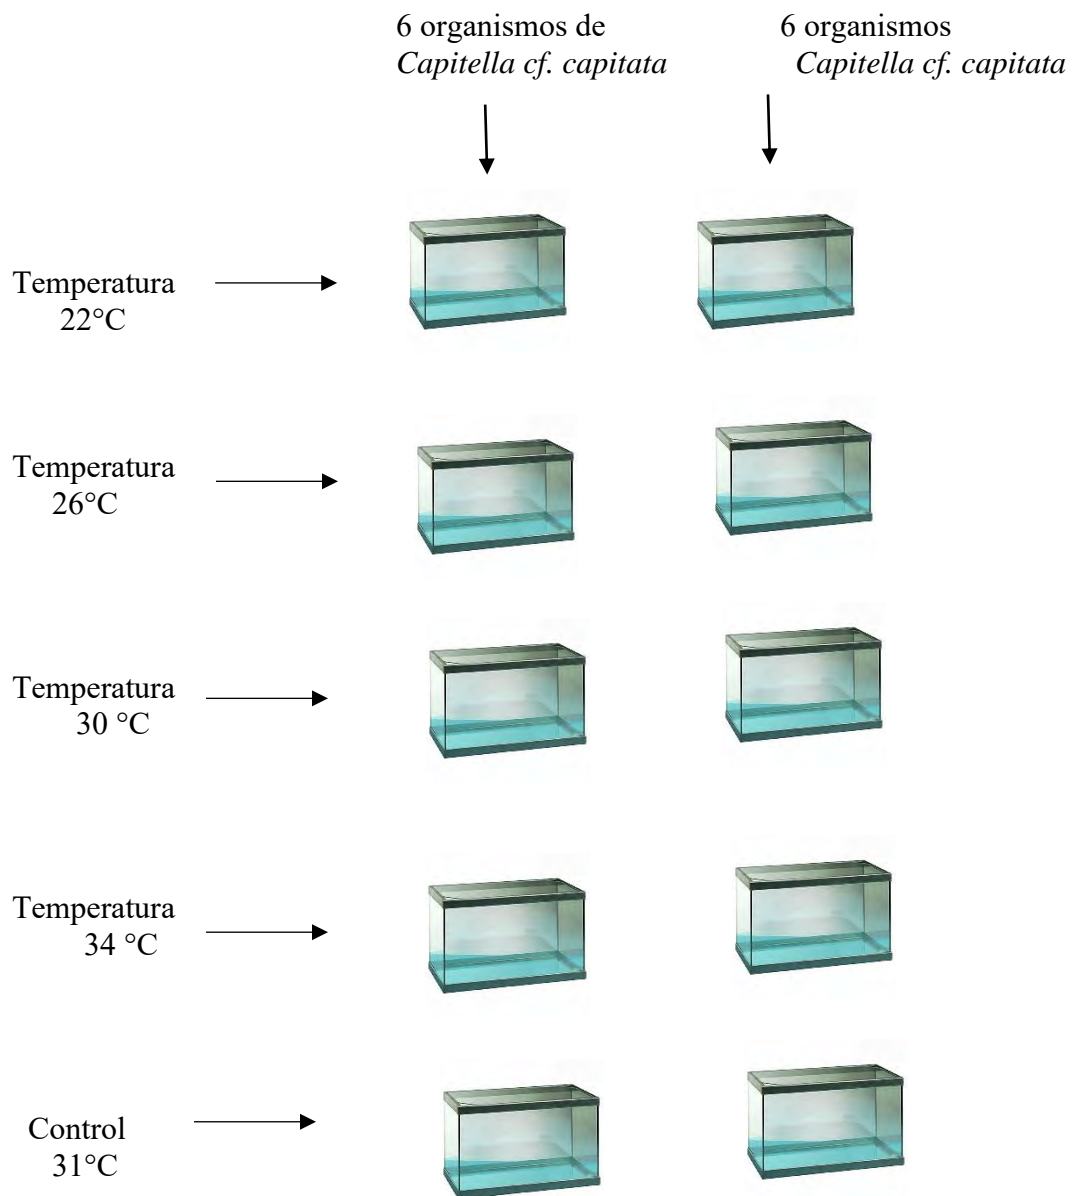 6 organismos de
Capitella cf. capitata
6 organismos
Capitella cf. capitata
Temperatura
22°C
Temperatura
26°C
Temperatura
30 °C
Temperatura
34 °C
Control
31°C